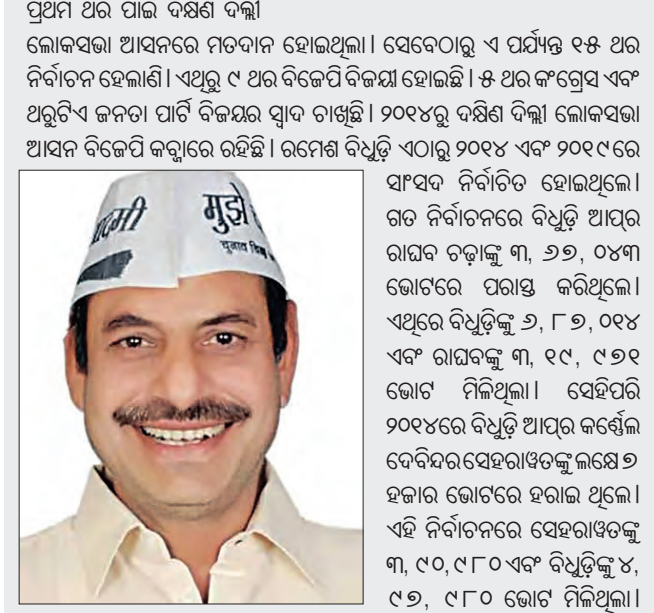 ପ୍ରଥମ ଥର ପାଇଁ ଦକ୍ଷିଣ ଦିଲ୍ଲୀ
ଲୋକସଭା ଆସନରେ ମତଦାନ ହୋଇଥିଲା । ସେବେଠାରୁ ଏ ପର୍ଯ୍ୟନ୍ତ ୧୫ ଥର
ନିର୍ବାଚନ ହେଲାଣି । ଏଥିରୁ ୯ ଥର ବିଜେପି ବିଜୟୀ ହୋଇଛି । ୫ ଥର କଂଗ୍ରେସ ଏବଂ
ଥରୁଟିଏ ଜନତା ପାର୍ଟି ବିଜୟର ସ୍ୱାଦ ଚାଖିଛି । ୨୦୧୪ରୁ ଦକ୍ଷିଣ ଦିଲ୍ଲୀ ଲୋକସଭା
ଆସନ ବିଜେପି କବ୍ଜାରେ ରହିଛି । ରମେଶ ବିଧୁଡ଼ି ଏଠାରୁ ୨୦୧୪ ଏବଂ ୨୦୧୯ରେ
ସାଂସଦ ନିର୍ବାଚିତ ହୋଇଥିଲେ ।
ଗତ ନିର୍ବାଚନରେ ବିଧୁଡ଼ି ଆପ୍‌ର
ରାଘବ ଚଢ଼ାଙ୍କୁ ୩, ୬୭, ୦୪୩
ଭୋଟରେ ପରାସ୍ତ କରିଥିଲେ ।
ଏଥିରେ ବିଧୁଡ଼ିଙ୍କୁ ୬, ୮୭, ୦୧୪
ଏବଂ ରାଘବଙ୍କୁ ୩, ୧୯, ୯୭୧
ଭୋଟ ମିଳିଥିଲା । ସେହିପରି
୨୦୧୪ରେ ବିଧୁଡ଼ି ଆପ୍‌ର କର୍ଣ୍ଣେଲ
ଦେବିନ୍ଦର ସେହରାୱତଙ୍କୁ ଲକ୍ଷେ ୭
ହଜାର ଭୋଟରେ ହରାଇ ଥିଲେ ।
ଏହି ନିର୍ବାଚନରେ ସେହରାୱତଙ୍କୁ
୩, ୯୦, ୯୮୦ ଏବଂ ବିଧୁଡ଼ିଙ୍କୁ ୪,
୯୭, ୯୮୦ ଭୋଟ ମିଳିଥିଲା ।
मुझे
चुनाव चिन्ह